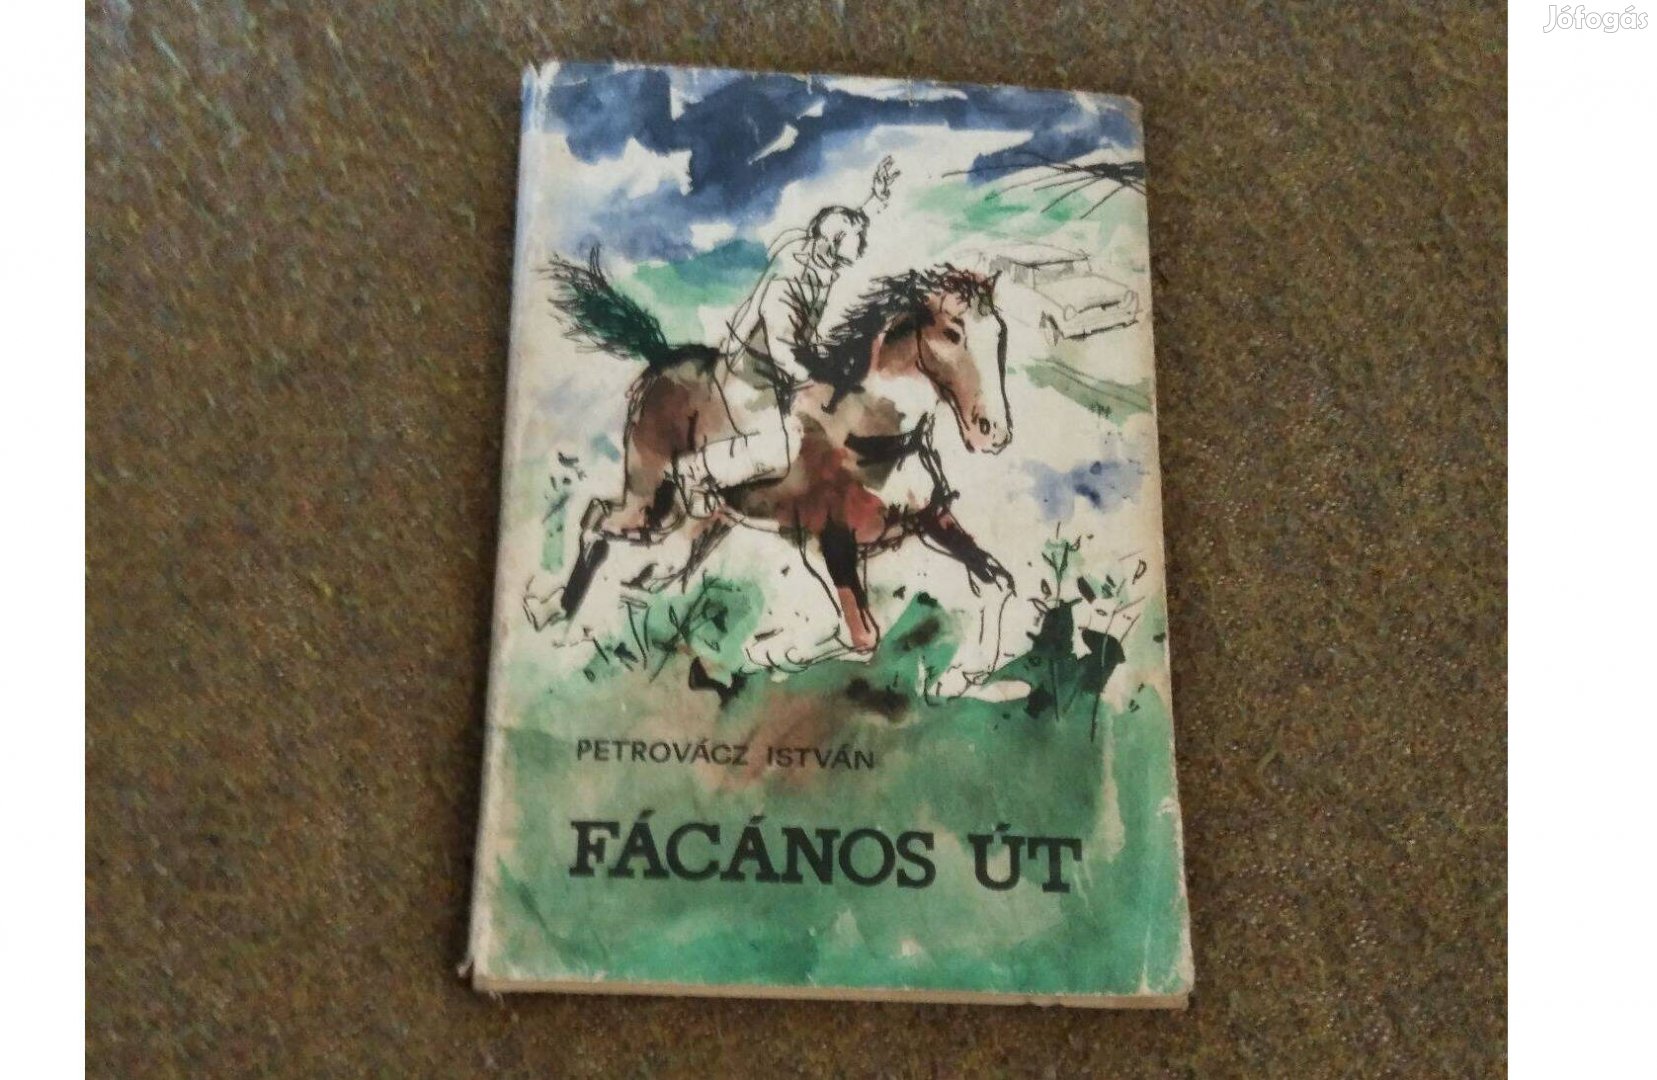 Jófogás
PETROVÁCZ ISTVÁN
FÁCÁNOS ÚT